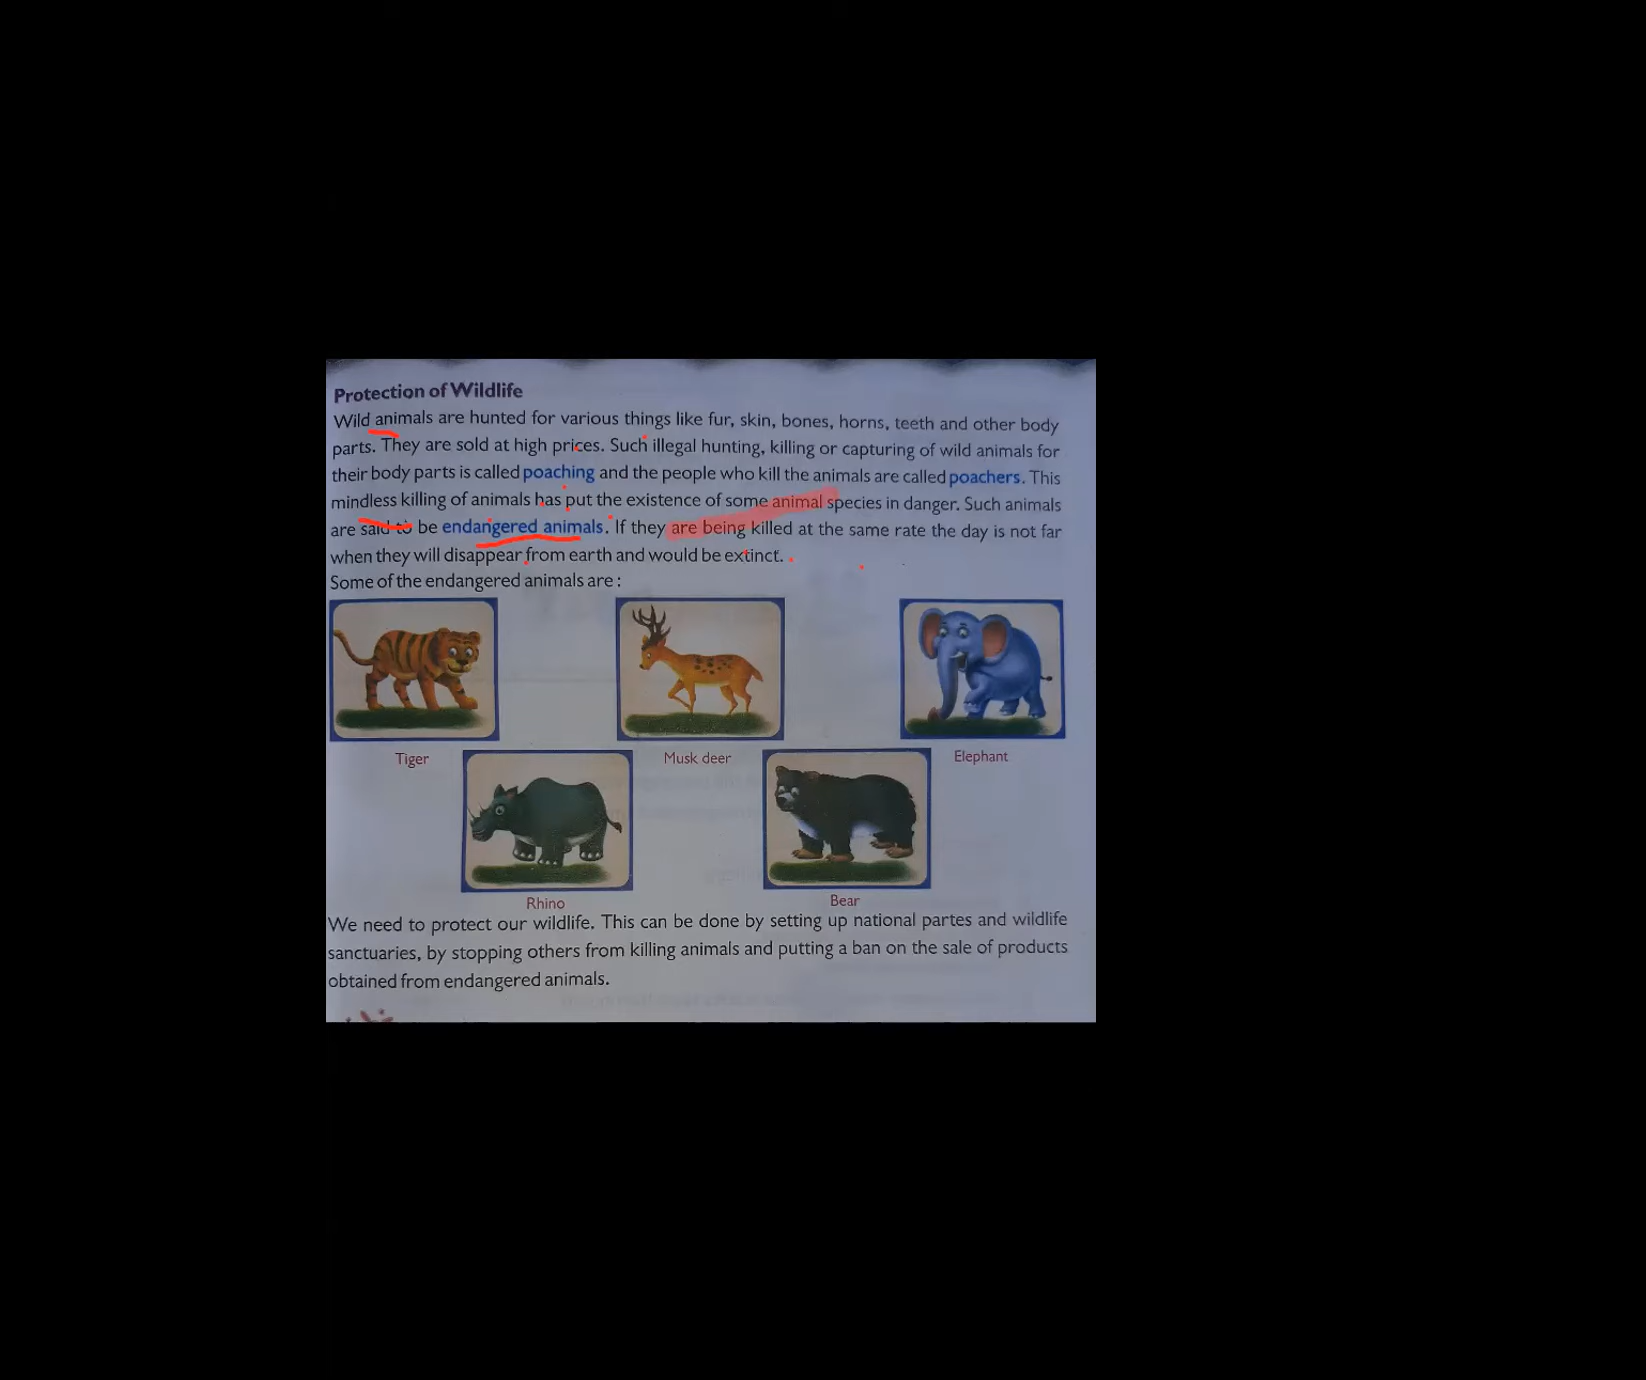 Protection of Wildlife
Wild animals are hunted for various things like fur, skin, bones, horns, teeth and other body
parts. They are sold at high prices. Such illegal hunting, killing or capturing of wild animals for
their body parts is called poaching and the people who kill the animals are called poachers. This
mindless killing of animals has put the existence of some animal species in danger. Such animals
are said to be endangered animals. If they are being killed at the same rate the day is not far
when they will disappear from earth and would be extinct.
Some of the endangered animals are :
Tiger
Musk deer
Elephant
Rhino
Bear
We need to protect our wildlife. This can be done by setting up national partes and wildlife
sanctuaries, by stopping others from killing animals and putting a ban on the sale of products
obtained from endangered animals.